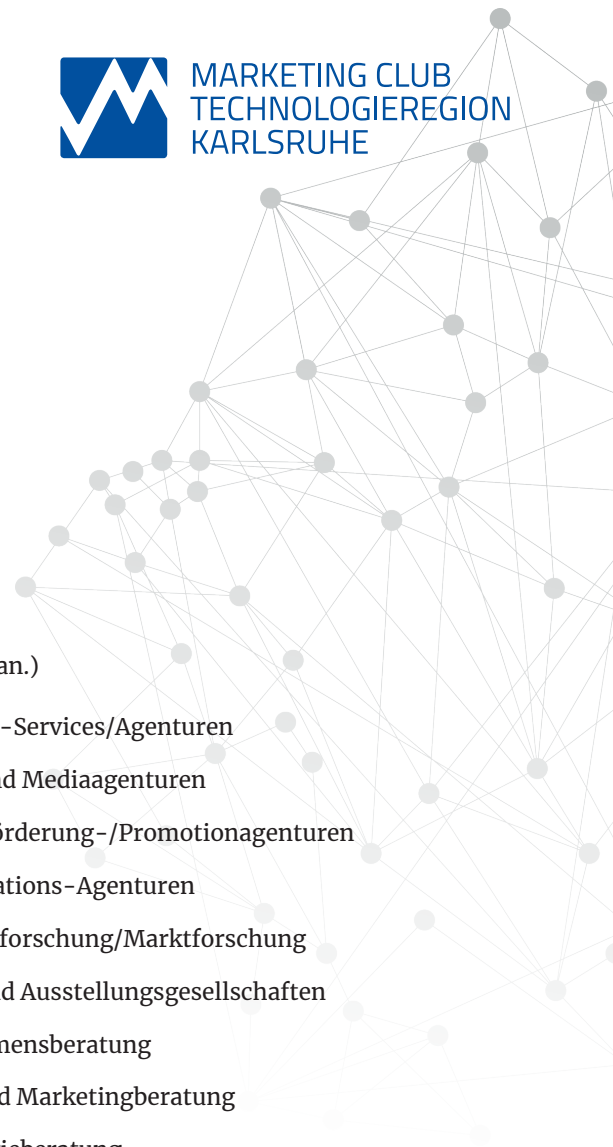 MARKETING CLUB
TECHNOLOGIEREGION
KARLSRUHE
an.)
-Services/Agenturen
d Mediaagenturen
örderung-/Promotionagenturen
ations-Agenturen
forschung/Marktforschung
d Ausstellungsgesellschaften
mensberatung
d Marketingberatung